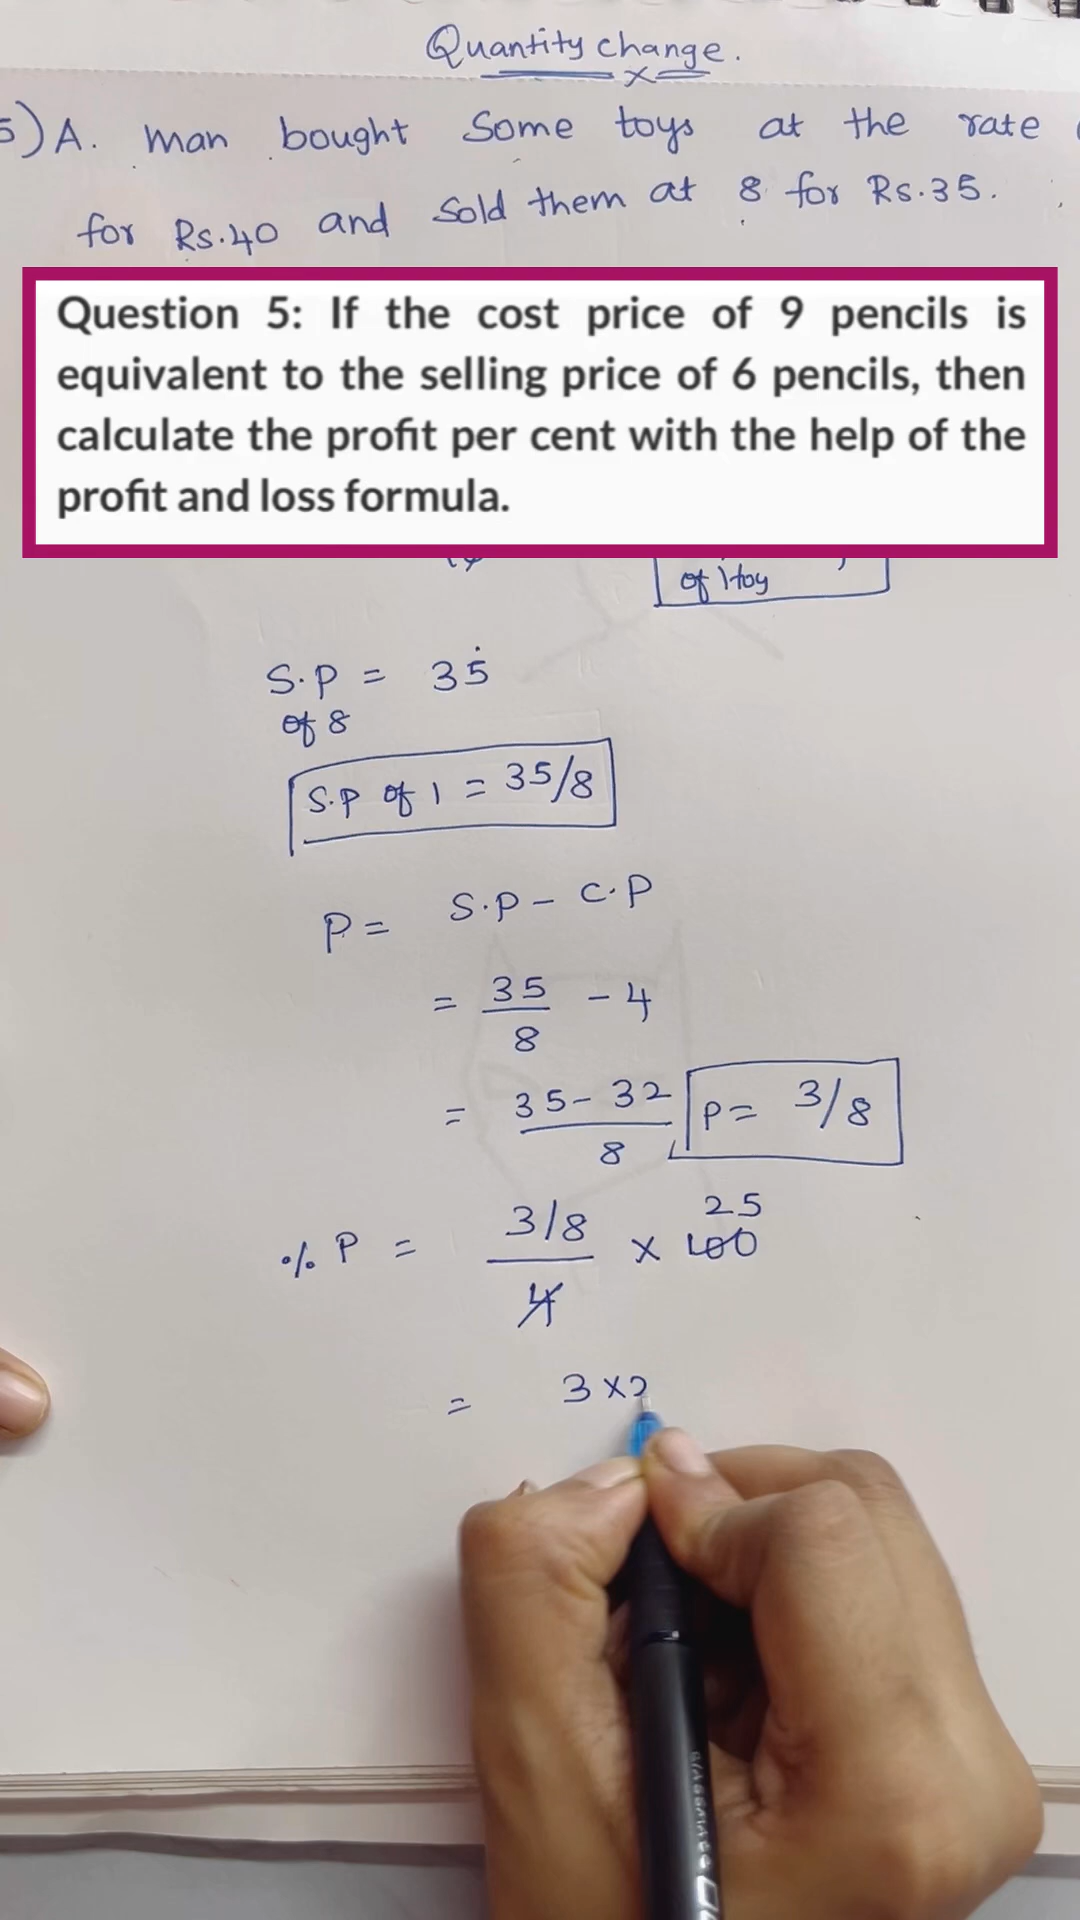 Quantity change.
5) A. man bought some toys at the rate
for Rs.40 and sold them at 8 for Rs.35.
Question 5: If the cost price of 9 pencils is
equivalent to the selling price of 6 pencils, then
calculate the profit per cent with the help of the
profit and loss formula.
of 1 toy
S.P = 35
of 8
S.P of 1 = 35/8
P = S.P - C.P
= 35/8 - 4
= 35-32/8 P = 3/8
25
% P = 3/8/4 x 100
= 3 x 2